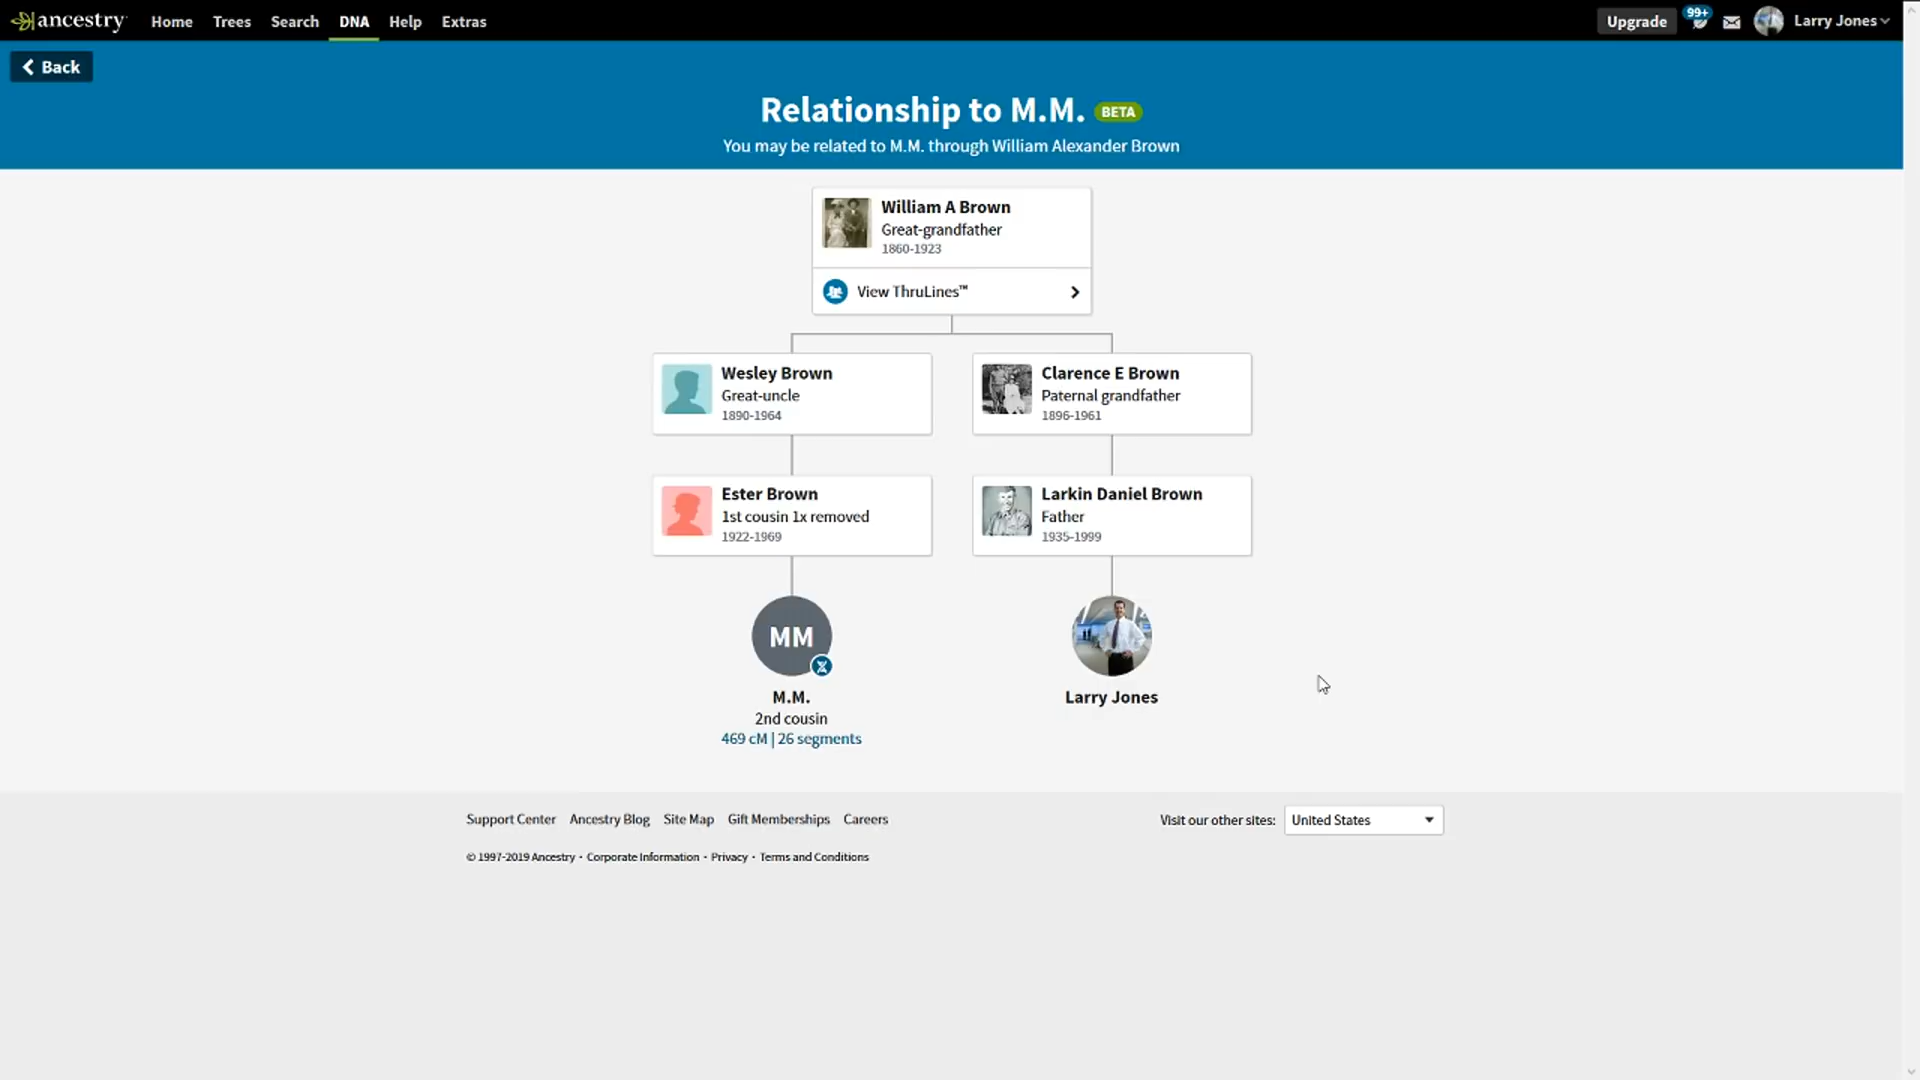 ancestry Home Trees Search DNA Help Extras Upgrade 99+ Larry Jones
Back
Relationship to M.M. BETA
You may be related to M.M. through William Alexander Brown
William A Brown
Great-grandfather
1860-1923
View ThruLines™
Wesley Brown
Great-uncle
1890-1964
Clarence E Brown
Paternal grandfather
1896-1961
Ester Brown
1st cousin 1x removed
1922-1969
Larkin Daniel Brown
Father
1935-1999
MM
M.M.
2nd cousin
469 cM | 26 segments
Larry Jones
Support Center Ancestry Blog Site Map Gift Memberships Careers
Visit our other sites: United States
© 1997-2019 Ancestry · Corporate Information · Privacy · Terms and Conditions